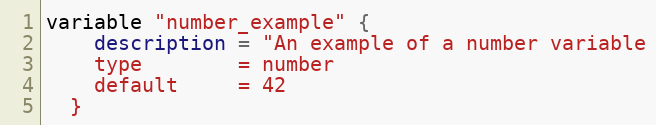 1 variable "number_example" {
2     description = "An example of a number variable
3     type        = number
4     default     = 42
5   }